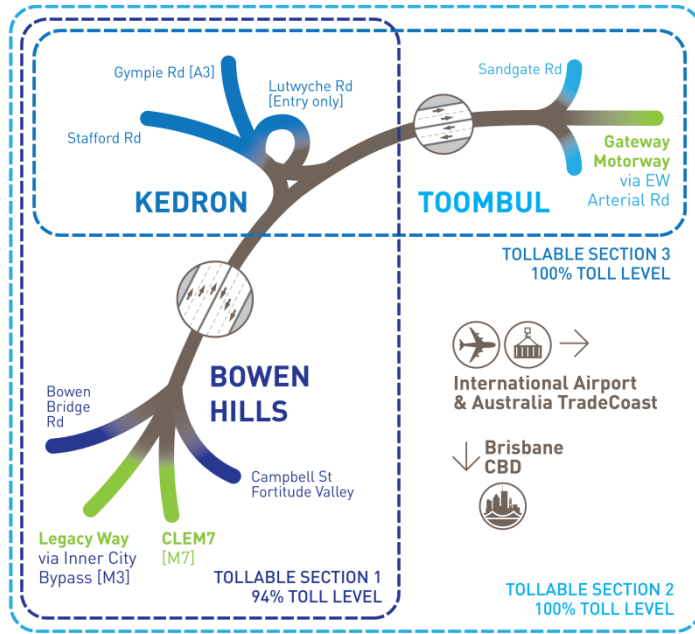 Gympie Rd [A3]
Lutwyche Rd
[Entry only]
Stafford Rd
Sandgate Rd
Gateway
Motorway
via EW
Arterial Rd
KEDRON
TOOMBUL
TOLLABLE SECTION 3
100% TOLL LEVEL
BOWEN
HILLS
International Airport
& Australia TradeCoast
Bowen
Bridge
Rd
Brisbane
CBD
Campbell St
Fortitude Valley
Legacy Way
via Inner City
Bypass [M3]
CLEM7
[M7]
TOLLABLE SECTION 1
94% TOLL LEVEL
TOLLABLE SECTION 2
100% TOLL LEVEL